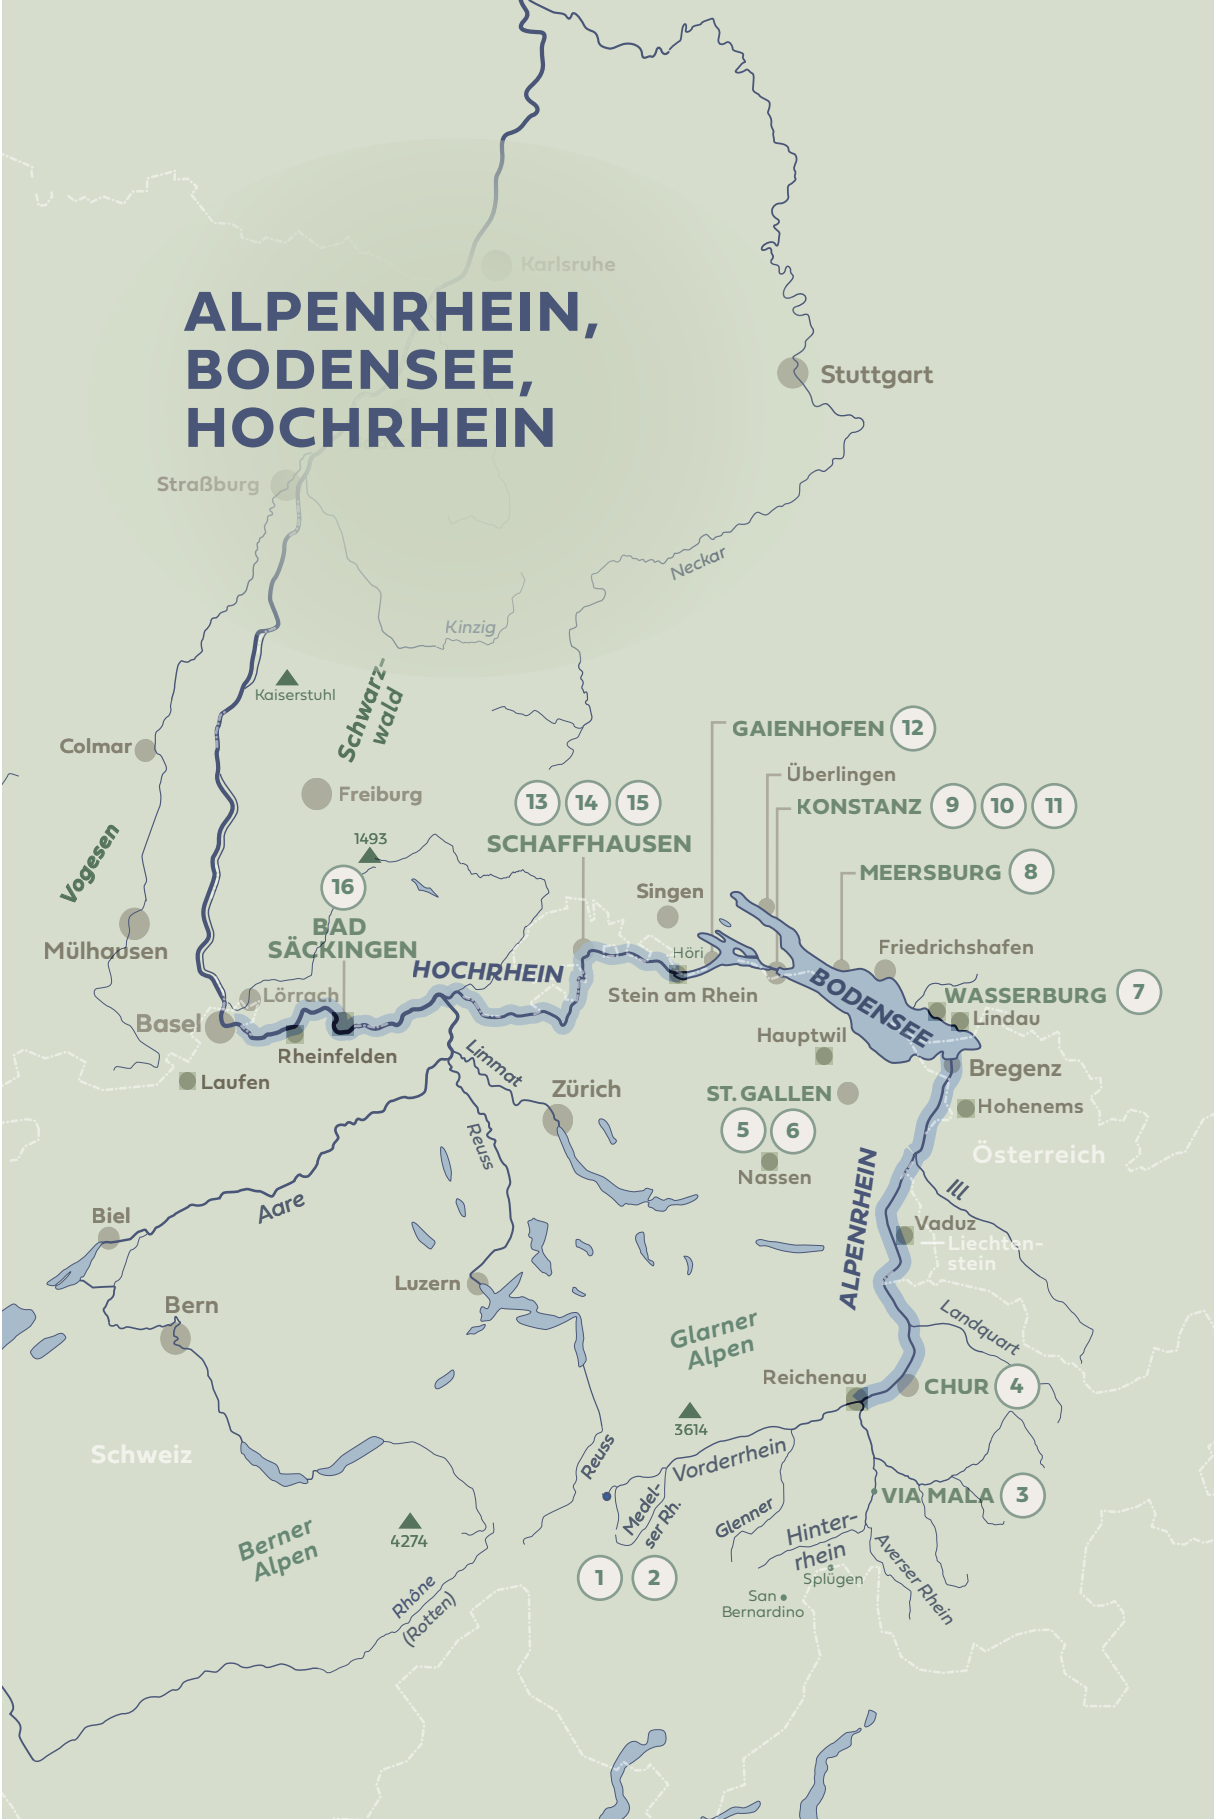 Karlsruhe
ALPENRHEIN,
BODENSEE,
HOCHRHEIN
Stuttgart
Straßburg
Neckar
Kinzig
Kaiserstuhl
Schwarz-
wald
Colmar
Freiburg
Vogesen
GAIENHOFEN 12
Überlingen
KONSTANZ 9 10 11
13 14 15
SCHAFFHAUSEN
1493
16
BAD
SÄCKINGEN
MEERSBURG 8
Singen
Mülhausen
Höri
Friedrichshafen
HOCHRHEIN
Stein am Rhein
BODENSEE
WASSERBURG 7
Lindau
Lörrach
Basel
Rheinfelden
Laufen
Hauptwil
Bregenz
Limmat
Zürich
ST. GALLEN
5 6
Hohenems
Österreich
Reuss
Nassen
Aare
Biel
ALPENRHEIN
Ill
Vaduz
Liechten-
stein
Luzern
Bern
Landquart
Glarner
Alpen
Reichenau
CHUR 4
3614
Schweiz
Reuss
Vorderrhein
Medel-
ser Rh.
Glenner
VIA MALA 3
Hinter-
rhein
Averser Rhein
Berner
Alpen
4274
1 2
Splügen
San
Bernardino
Rhône
(Rotten)